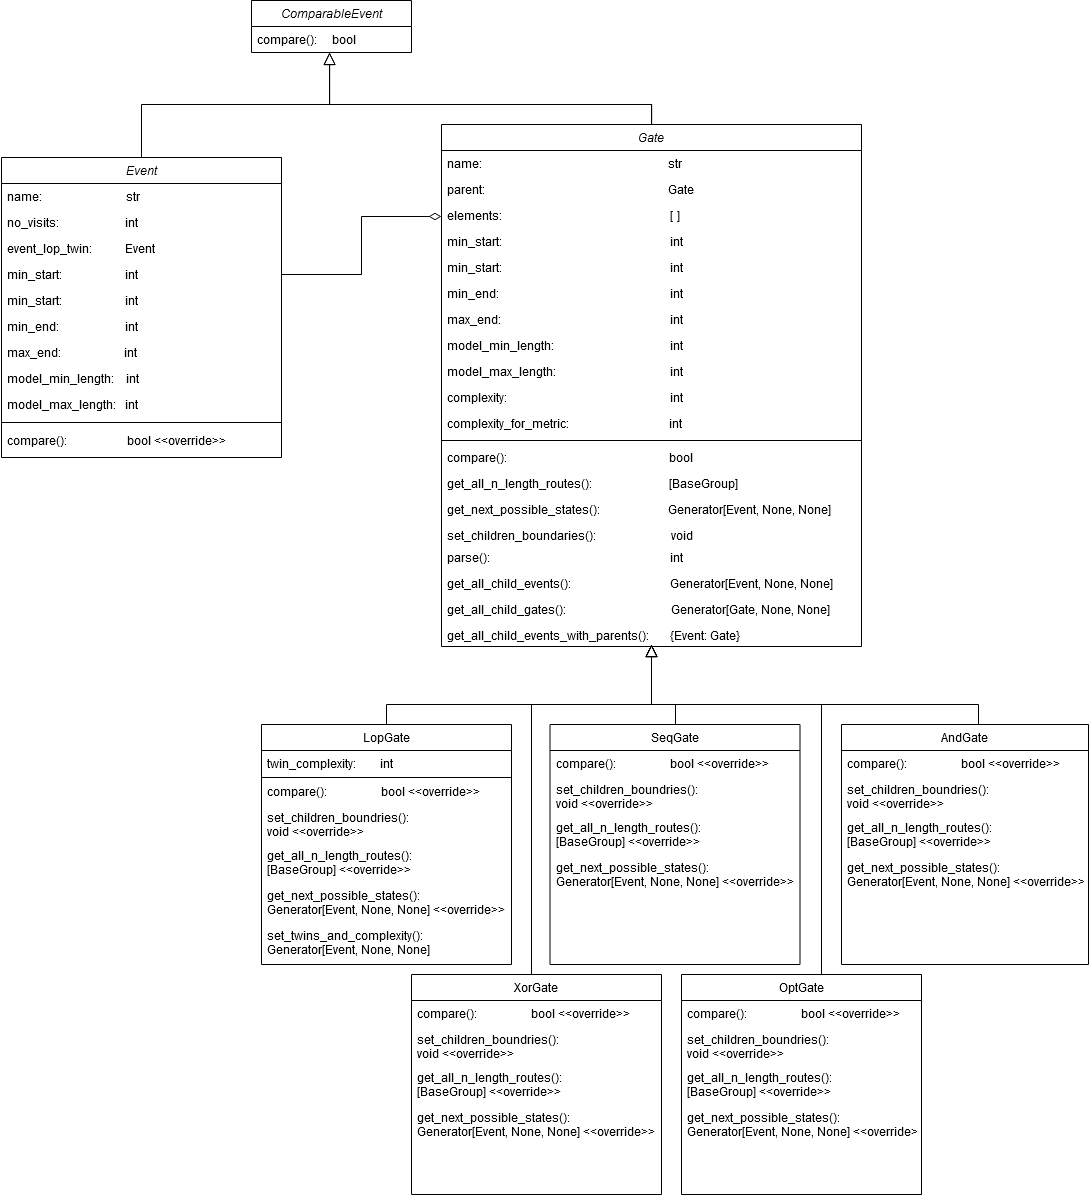 ComparableEvent
compare(): bool
Event
name: str
no_visits: int
event_lop_twin: Event
min_start: int
min_start: int
min_end: int
max_end: int
model_min_length: int
model_max_length: int
compare(): bool <<override>>
Gate
name: str
parent: Gate
elements: [ ]
min_start: int
min_start: int
min_end: int
max_end: int
model_min_length: int
model_max_length: int
complexity: int
complexity_for_metric: int
compare(): bool
get_all_n_length_routes(): [BaseGroup]
get_next_possible_states(): Generator[Event, None, None]
set_children_boundaries(): void
parse(): int
get_all_child_events(): Generator[Event, None, None]
get_all_child_gates(): Generator[Gate, None, None]
get_all_child_events_with_parents(): {Event: Gate}
LopGate
twin_complexity: int
compare(): bool <<override>>
set_children_boundries():
void <<override>>
get_all_n_length_routes():
[BaseGroup] <<override>>
get_next_possible_states():
Generator[Event, None, None] <<override>>
set_twins_and_complexity():
Generator[Event, None, None]
SeqGate
compare(): bool <<override>>
set_children_boundries():
void <<override>>
get_all_n_length_routes():
[BaseGroup] <<override>>
get_next_possible_states():
Generator[Event, None, None] <<override>>
AndGate
compare(): bool <<override>>
set_children_boundries():
void <<override>>
get_all_n_length_routes():
[BaseGroup] <<override>>
get_next_possible_states():
Generator[Event, None, None] <<override>>
XorGate
compare(): bool <<override>>
set_children_boundries():
void <<override>>
get_all_n_length_routes():
[BaseGroup] <<override>>
get_next_possible_states():
Generator[Event, None, None] <<override>>
OptGate
compare(): bool <<override>>
set_children_boundries():
void <<override>>
get_all_n_length_routes():
[BaseGroup] <<override>>
get_next_possible_states():
Generator[Event, None, None] <<override>